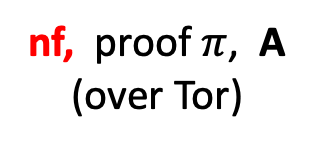 nf, proof π, A
(over Tor)